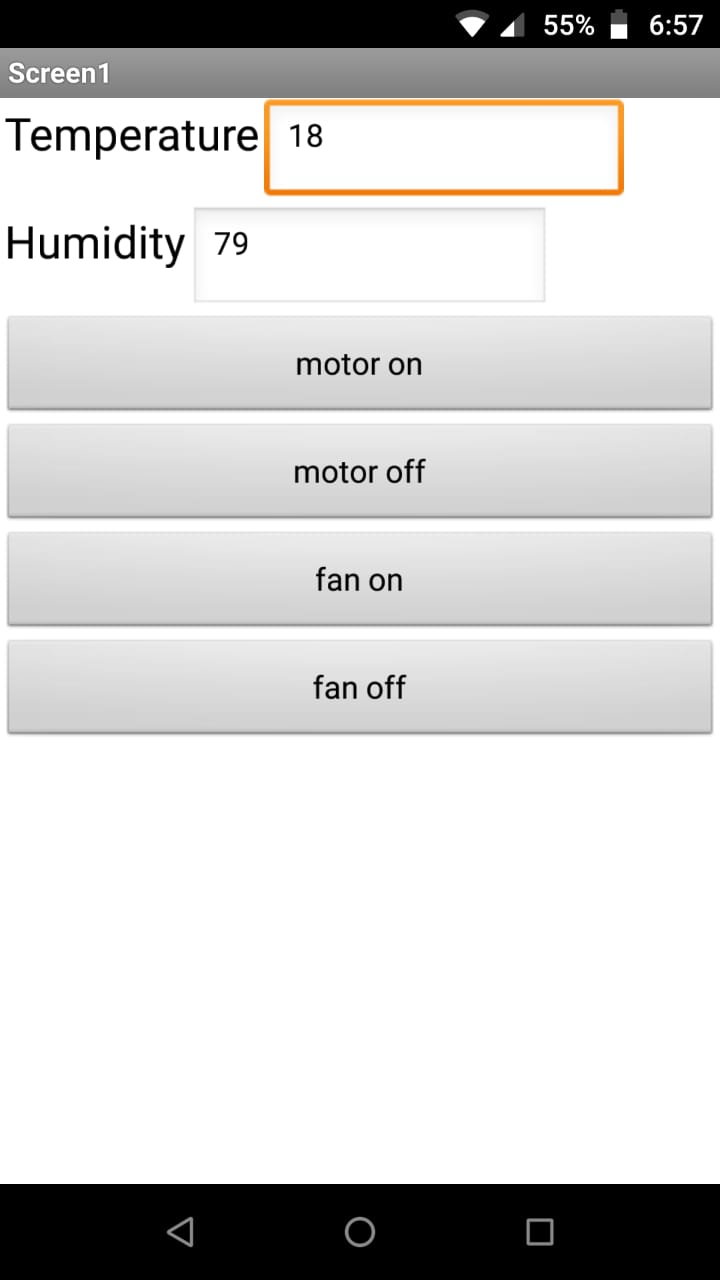 55% 6:57
Screen1
Temperature 18
Humidity 79
motor on
motor off
fan on
fan off